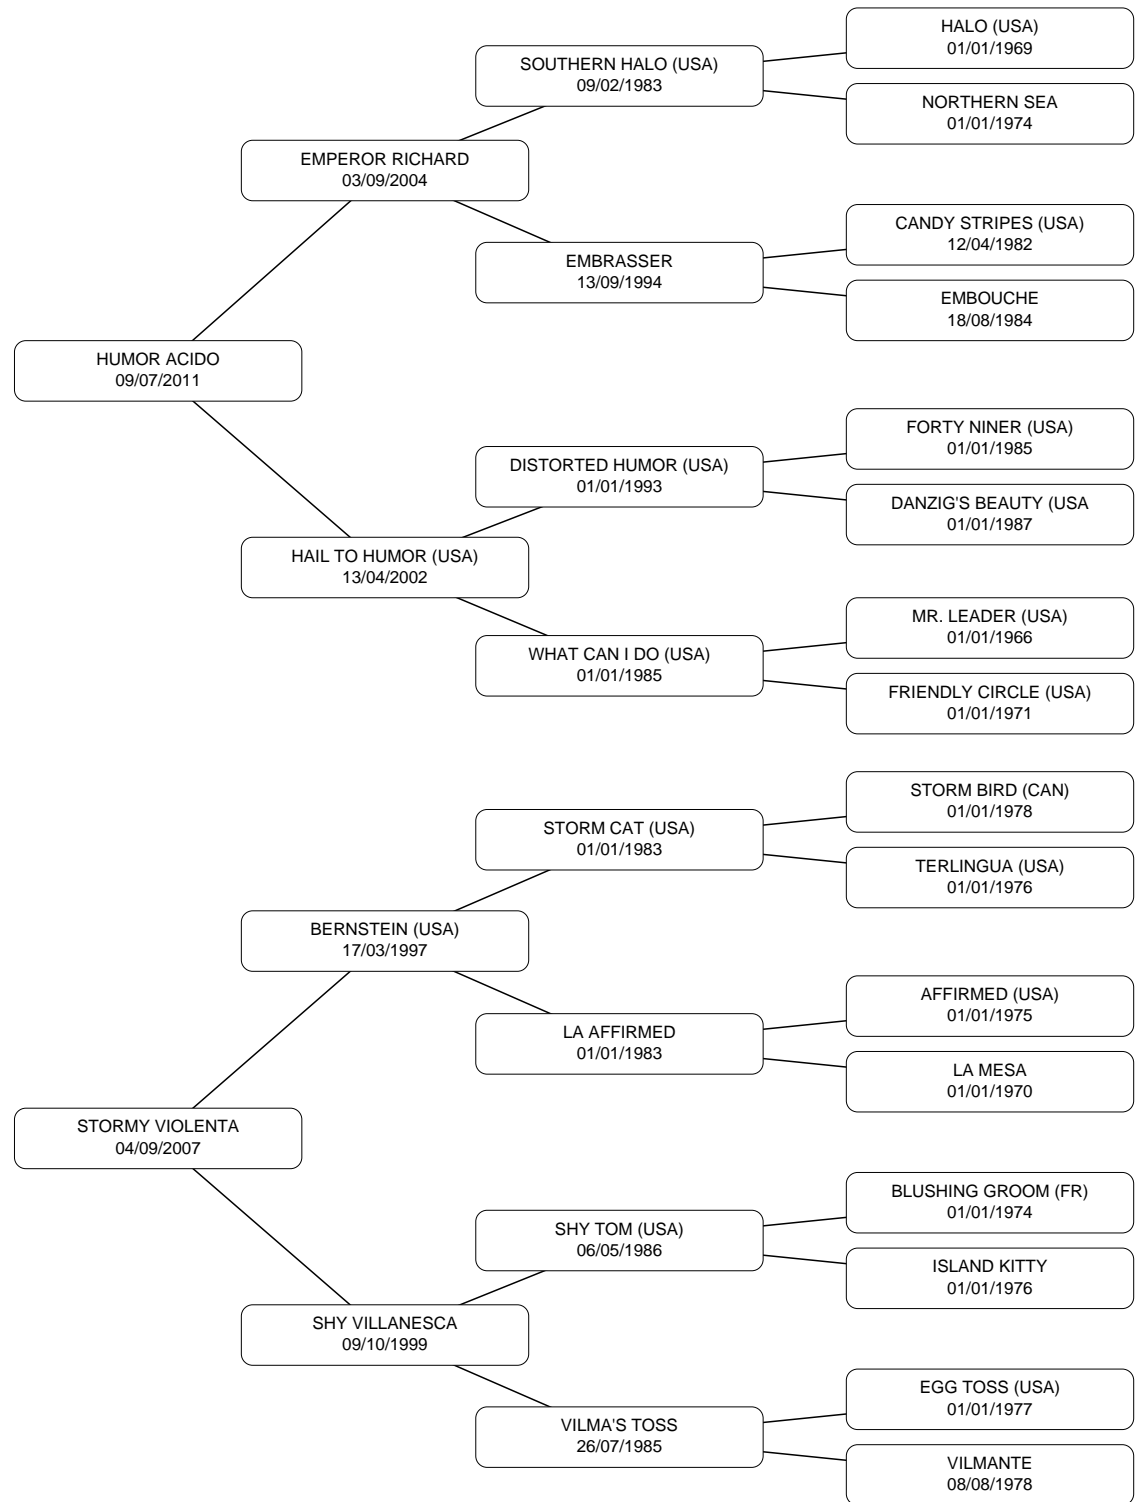 HALO (USA)
01/01/1969
SOUTHERN HALO (USA)
09/02/1983
NORTHERN SEA
01/01/1974
EMPEROR RICHARD
03/09/2004
CANDY STRIPES (USA)
12/04/1982
EMBRASSER
13/09/1994
EMBOUCHE
18/08/1984
HUMOR ACIDO
09/07/2011
FORTY NINER (USA)
01/01/1985
DISTORTED HUMOR (USA)
01/01/1993
DANZIG'S BEAUTY (USA
01/01/1987
HAIL TO HUMOR (USA)
13/04/2002
MR. LEADER (USA)
01/01/1966
WHAT CAN I DO (USA)
01/01/1985
FRIENDLY CIRCLE (USA)
01/01/1971
STORM BIRD (CAN)
01/01/1978
STORM CAT (USA)
01/01/1983
TERLINGUA (USA)
01/01/1976
BERNSTEIN (USA)
17/03/1997
AFFIRMED (USA)
01/01/1975
LA AFFIRMED
01/01/1983
LA MESA
01/01/1970
STORMY VIOLENTA
04/09/2007
BLUSHING GROOM (FR)
01/01/1974
SHY TOM (USA)
06/05/1986
ISLAND KITTY
01/01/1976
SHY VILLANESCA
09/10/1999
EGG TOSS (USA)
01/01/1977
VILMA'S TOSS
26/07/1985
VILMANTE
08/08/1978